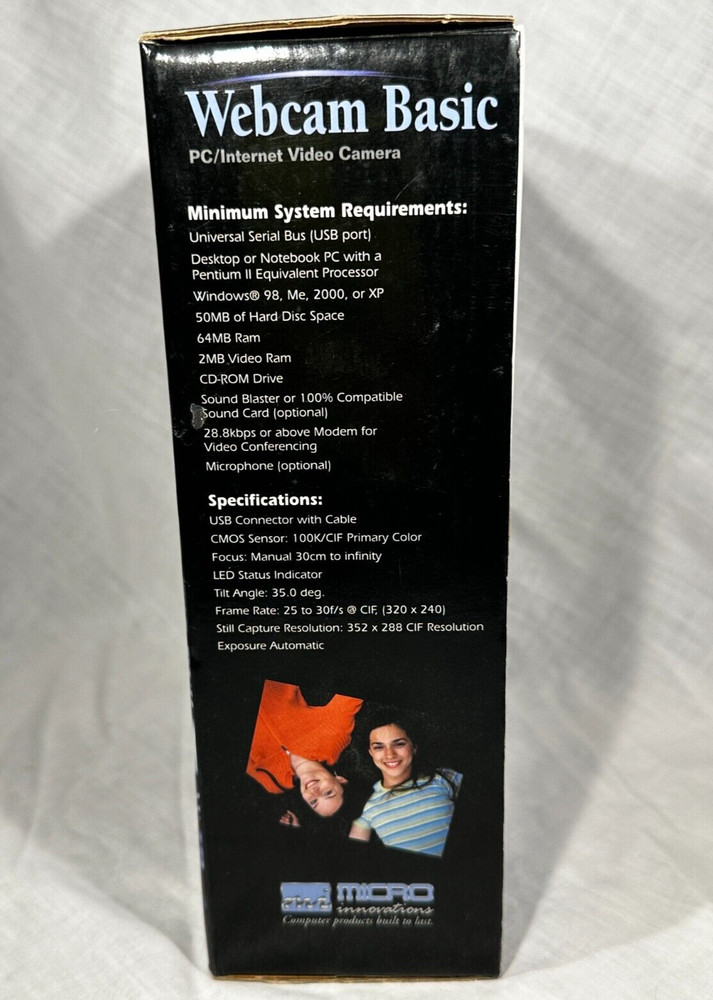 Webcam Basic
PC/Internet Video Camera
Minimum System Requirements:
Universal Serial Bus (USB port)
Desktop or Notebook PC with a
Pentium II Equivalent Processor
Windows® 98, Me, 2000, or XP
50MB of Hard Disc Space
64MB Ram
2MB Video Ram
CD-ROM Drive
Sound Blaster or 100% Compatible
Sound Card (optional)
28.8kbps or above Modem for
Video Conferencing
Microphone (optional)
Specifications:
USB Connector with Cable
CMOS Sensor: 100K/CIF Primary Color
Focus: Manual 30cm to infinity
LED Status Indicator
Tilt Angle: 35.0 deg.
Frame Rate: 25 to 30f/s @ CIF, (320 x 240)
Still Capture Resolution: 352 x 288 CIF Resolution
Exposure Automatic
MICRO
innovations
Computer products built to last.